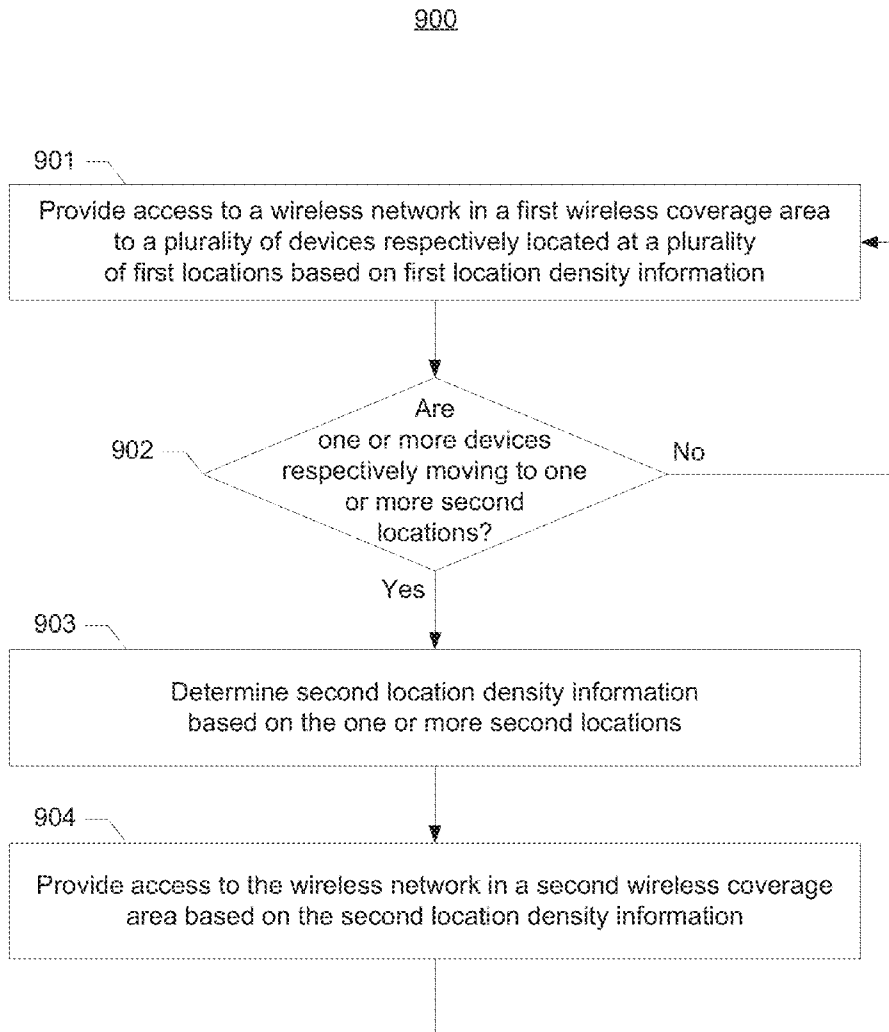 900
901
Provide access to a wireless network in a first wireless coverage area
to a plurality of devices respectively located at a plurality
of first locations based on first location density information
902
Are
one or more devices
respectively moving to one
or more second
locations?
No
Yes
903
Determine second location density information
based on the one or more second locations
904
Provide access to the wireless network in a second wireless coverage
area based on the second location density information